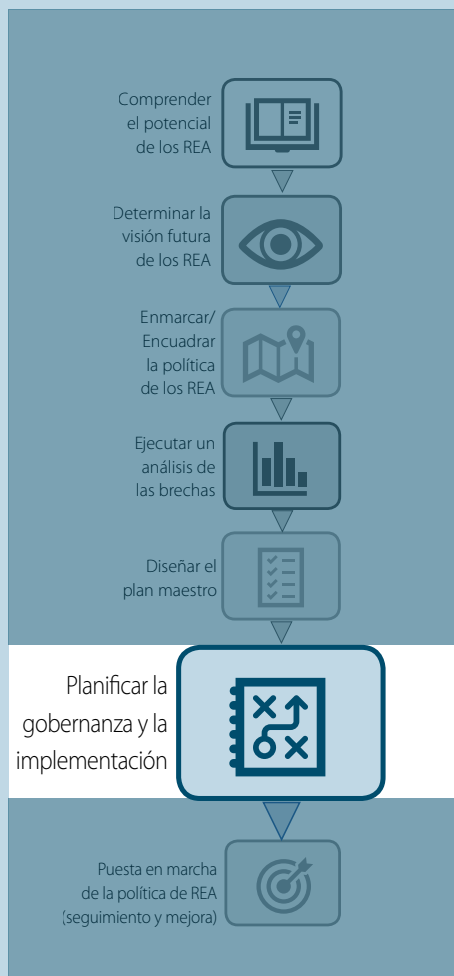 Comprender
el potencial
de los REA
Determinar la
visión futura
de los REA
Enmarcar/
Encuadrar
la política
de los REA
Ejecutar un
análisis de
las brechas
Diseñar el
plan maestro
Planificar la
gobernanza y la
implementación
Puesta en marcha
de la política de REA
(seguimiento y mejora)